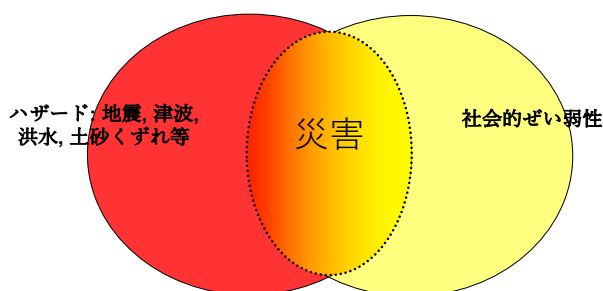 ハザード: 地震, 津波,
洪水, 土砂くずれ等
災害
社会的ぜい弱性